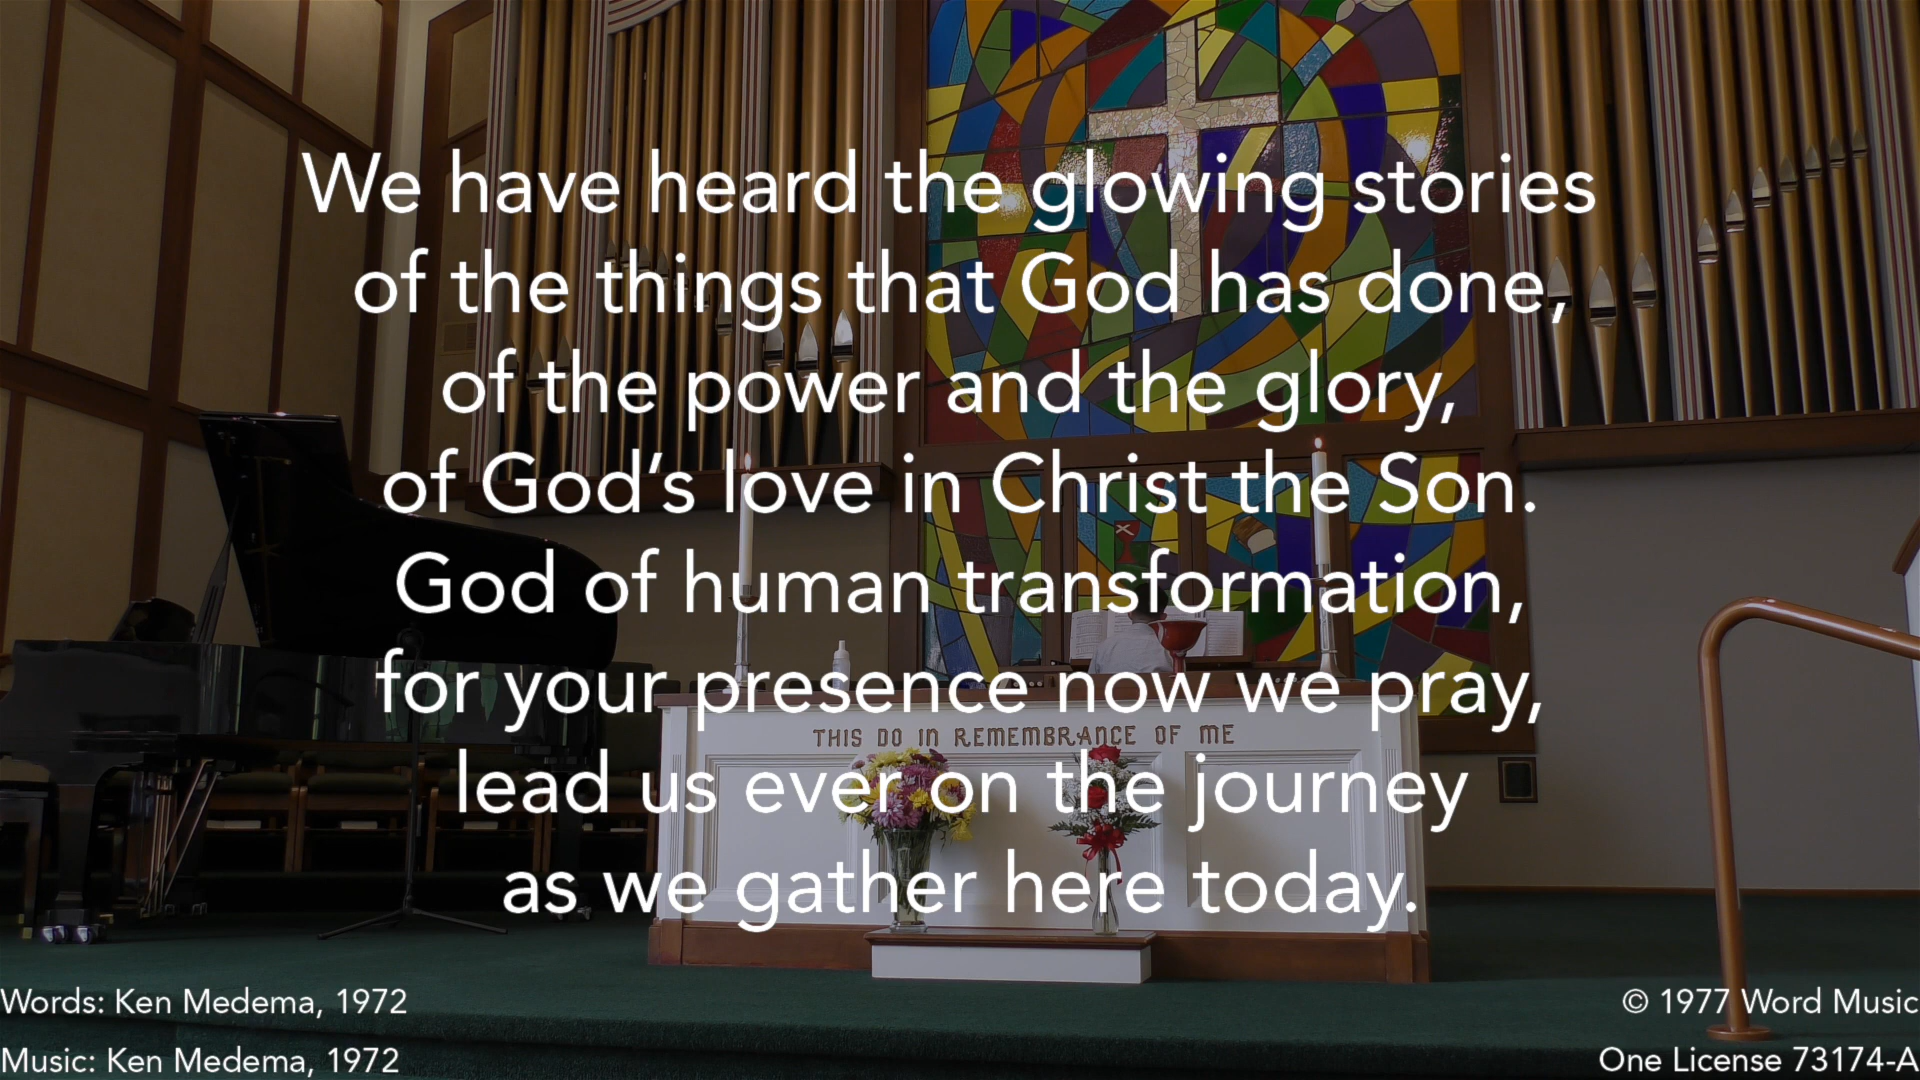 We have heard the glowing stories
of the things that God has done,
of the power and the glory,
of God’s love in Christ the Son.
God of human transformation,
for your presence now we pray,
THIS DO IN REMEMBRANCE OF ME
lead us ever on the journey
as we gather here today.
Words: Ken Medema, 1972
© 1977 Word Music
Music: Ken Medema, 1972
One License 73174-A